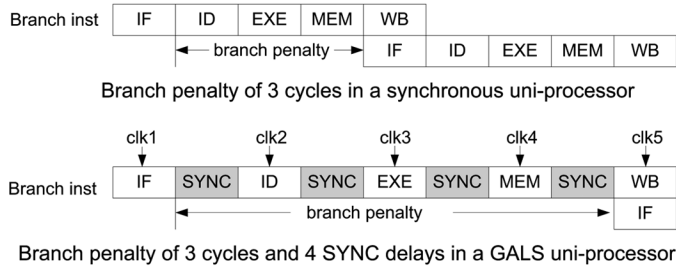 Branch inst IF ID EXE MEM WB
branch penalty IF ID EXE MEM WB
Branch penalty of 3 cycles in a synchronous uni-processor
clk1 clk2 clk3 clk4 clk5
Branch inst IF SYNC ID SYNC EXE SYNC MEM SYNC WB
branch penalty IF
Branch penalty of 3 cycles and 4 SYNC delays in a GALS uni-processor